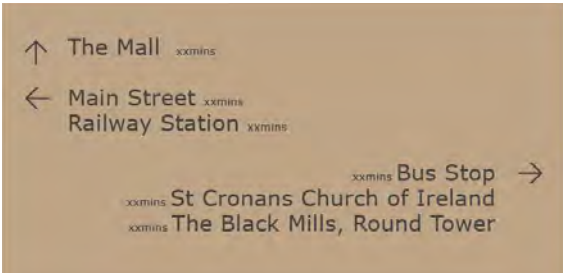 ↑ The Mall xxmins
← Main Street xxmins
Railway Station xxmins
xxmins Bus Stop →
xxmins St Cronans Church of Ireland
xxmins The Black Mills, Round Tower